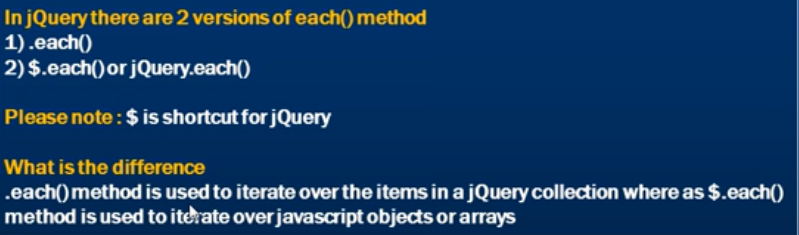 In jQuery there are 2 versions of each() method
1) .each()
2) $.each() or jQuery.each()
Please note : $ is shortcut for jQuery
What is the difference
.each() method is used to iterate over the items in a jQuery collection where as $.each()
method is used to iterate over javascript objects or arrays